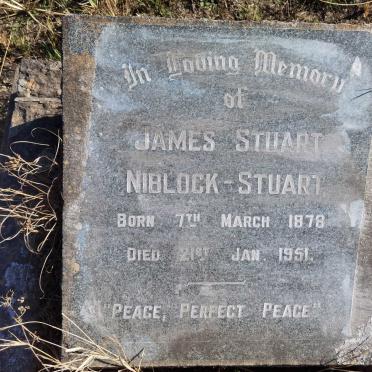 In Loving Memory
of
JAMES STUART
NIBLOCK-STUART
BORN 7TH MARCH 1878
DIED 21ST JAN. 1951.
"PEACE, PERFECT PEACE"